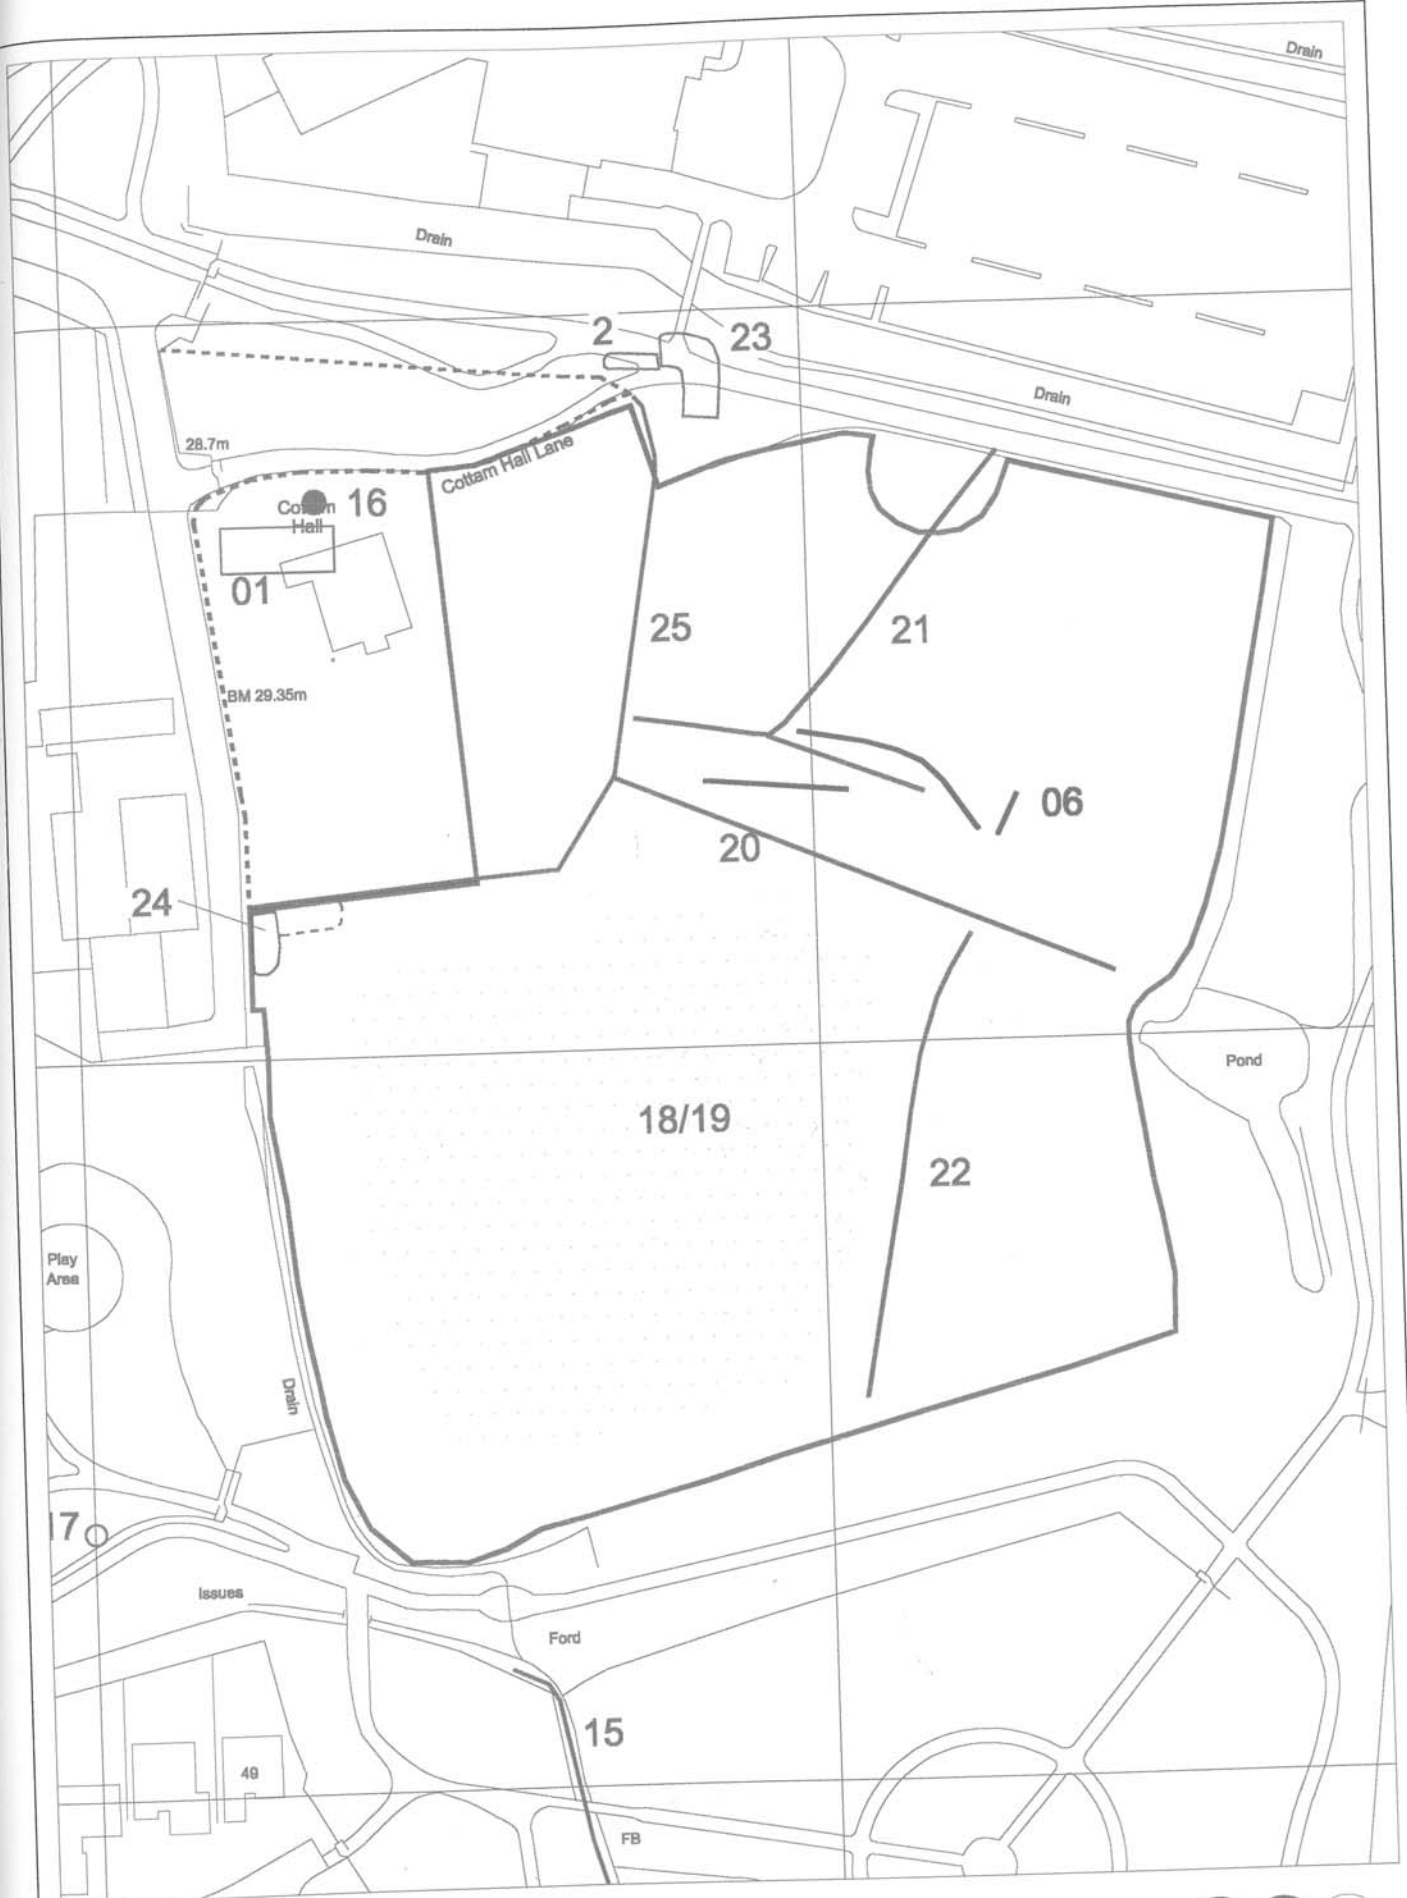 Drain
Drain
2
23
Drain
28.7m
Cottam Hall Lane
16
Hall
01
25
21
BM 29.35m
06
20
24
Pond
18/19
22
Play
Area
Drain
17
Issues
Ford
15
49
FB